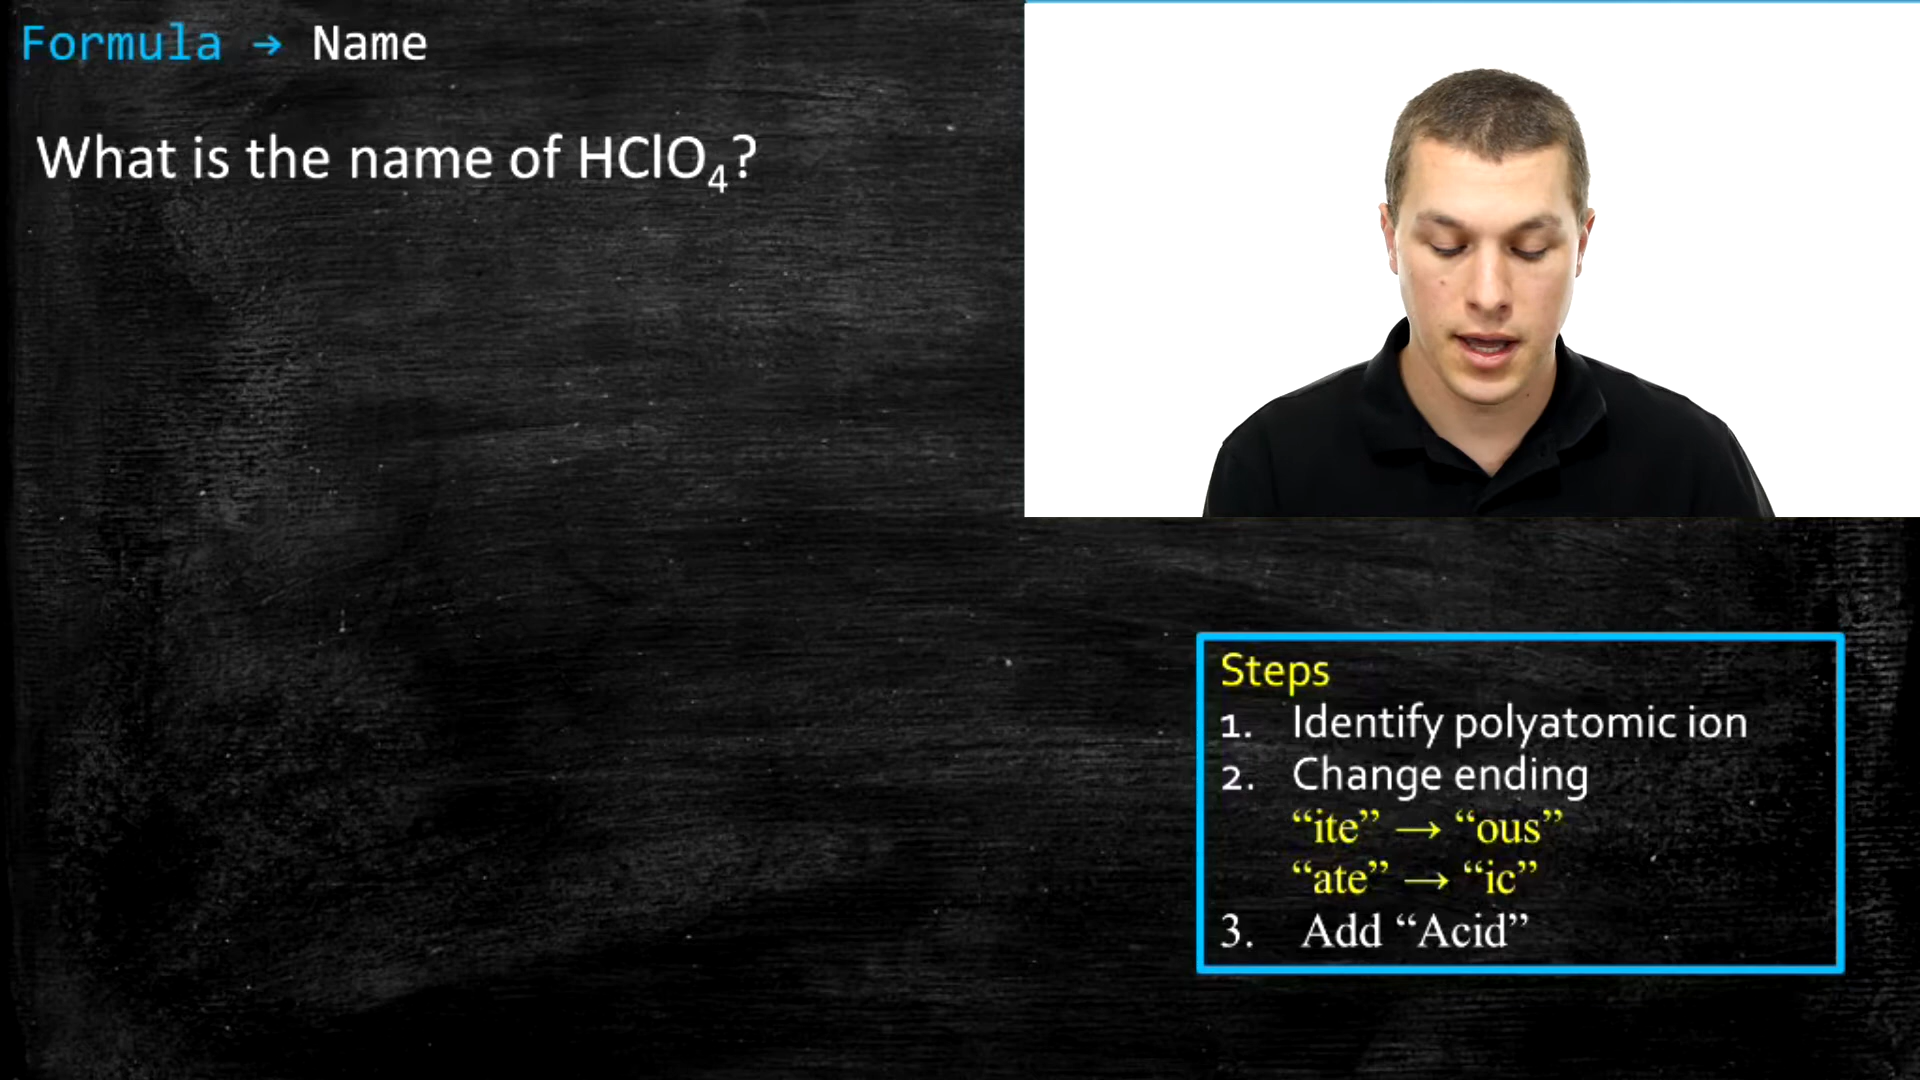 Formula → Name
What is the name of HClO₄?
Steps
1. Identify polyatomic ion
2. Change ending
“ite” → “ous”
“ate” → “ic”
3. Add “Acid”